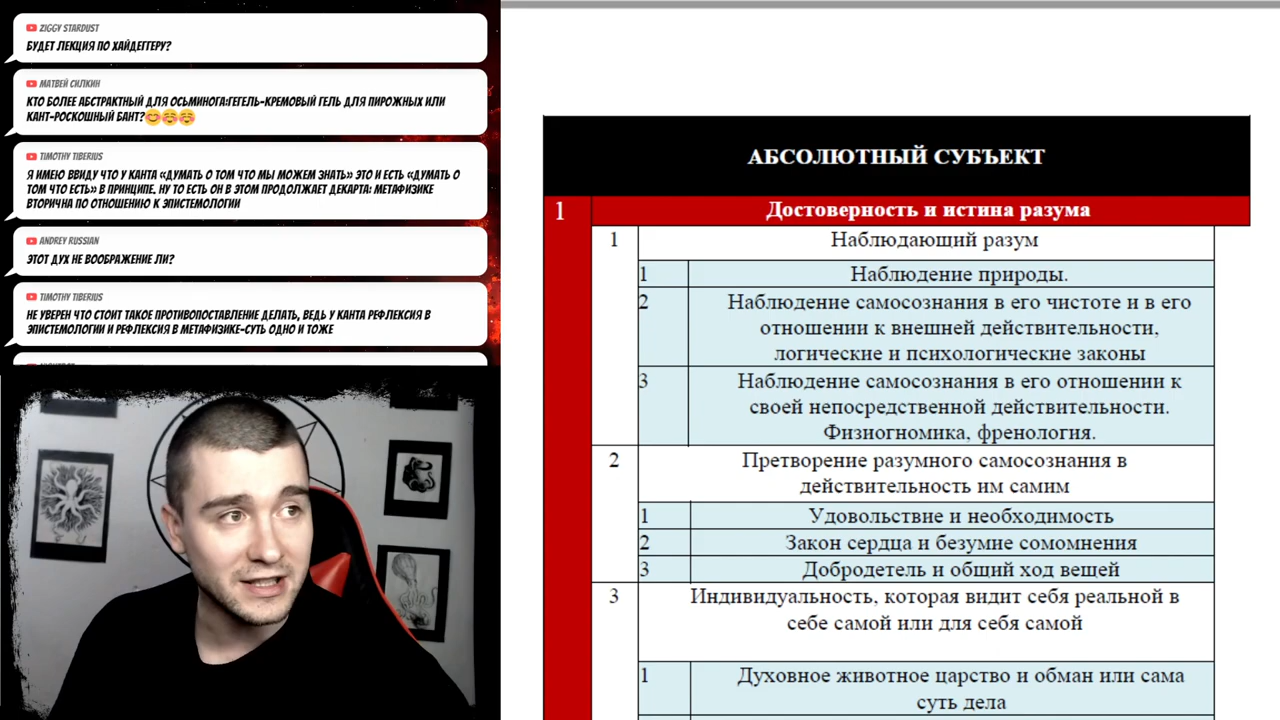 ZIGGY STARDUST
БУДЕТ ЛЕКЦИЯ ПО ХАЙДЕГГЕРУ?
МАТВЕЙ СИЛКИН
КТО БОЛЕЕ АБСТРАКТНЫЙ ДЛЯ ОСЬМИНОГА:ГЕГЕЛЬ-КРЕМОВЫЙ ГЕЛЬ ДЛЯ ПИРОЖНЫХ ИЛИ
КАНТ-РОСКОШНЫЙ БАНТ?
TIMOTHY TIBERIUS
Я ИМЕЮ ВВИДУ ЧТО У КАНТА «ДУМАТЬ О ТОМ ЧТО МЫ МОЖЕМ ЗНАТЬ» ЭТО И ЕСТЬ «ДУМАТЬ О
ТОМ ЧТО ЕСТЬ» В ПРИНЦИПЕ. НУ ТО ЕСТЬ ОН В ЭТОМ ПРОДОЛЖАЕТ ДЕКАРТА: МЕТАФИЗИКЕ
ВТОРИЧНА ПО ОТНОШЕНИЮ К ЭПИСТЕМОЛОГИИ
ANDREY RUSSIAN
ЭТОТ ДУХ НЕ ВООБРАЖЕНИЕ ЛИ?
TIMOTHY TIBERIUS
НЕ УВЕРЕН ЧТО СТОИТ ТАКОЕ ПРОТИВОПОСТАВЛЕНИЕ ДЕЛАТЬ, ВЕДЬ У КАНТА РЕФЛЕКСИЯ В
ЭПИСТЕМОЛОГИИ И РЕФЛЕКСИЯ В МЕТАФИЗИКЕ-СУТЬ ОДНО И ТОЖЕ
АБСОЛЮТНЫЙ СУБЪЕКТ
1 Достоверность и истина разума
1 Наблюдающий разум
1 Наблюдение природы.
2 Наблюдение самосознания в его чистоте и в его
отношении к внешней действительности,
логические и психологические законы
3 Наблюдение самосознания в его отношении к
своей непосредственной действительности.
Физиогномика, френология.
2 Претворение разумного самосознания в
действительность им самим
1 Удовольствие и необходимость
2 Закон сердца и безумие сомомнения
3 Добродетель и общий ход вешей
3 Индивидуальность, которая видит себя реальной в
себе самой или для себя самой
1 Духовное животное царство и обман или сама
суть дела